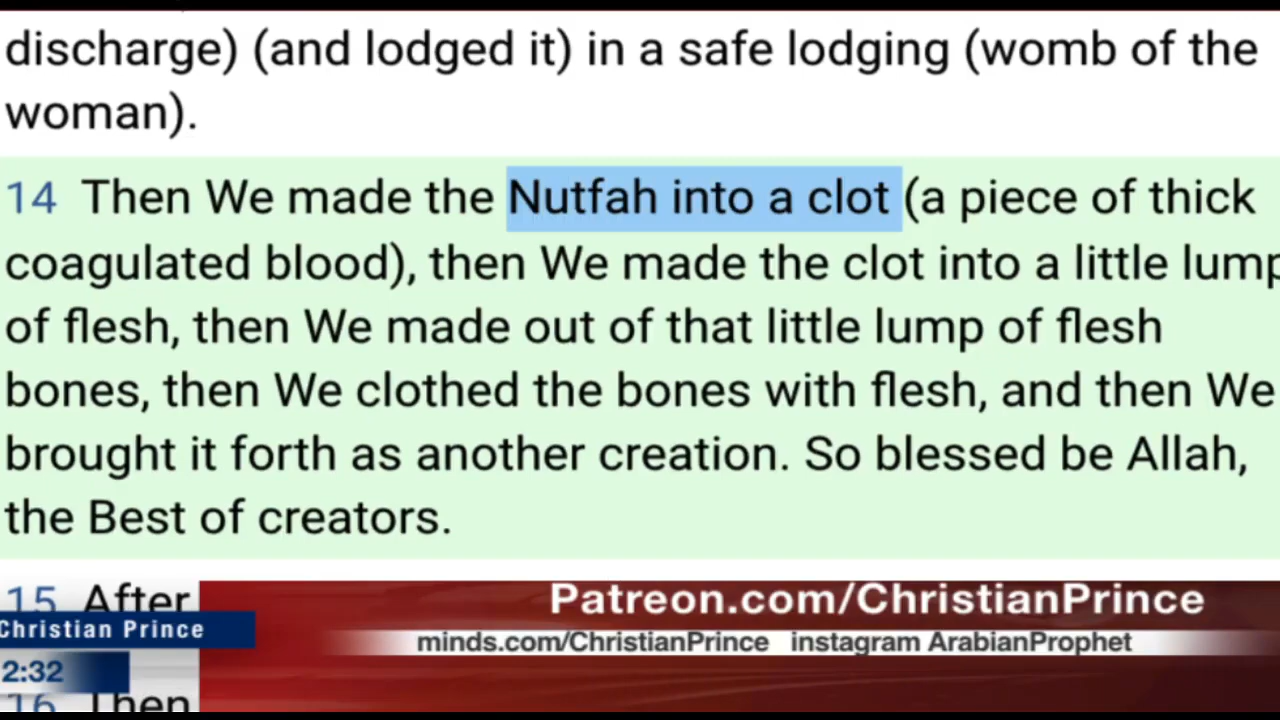 discharge) (and lodged it) in a safe lodging (womb of the
woman).
14 Then We made the Nutfah into a clot (a piece of thick
coagulated blood), then We made the clot into a little lump
of flesh, then We made out of that little lump of flesh
bones, then We clothed the bones with flesh, and then We
brought it forth as another creation. So blessed be Allah,
the Best of creators.
15 After
Patreon.com/ChristianPrince
Christian Prince
minds.com/ChristianPrince instagram ArabianProphet
2:32
16 Then